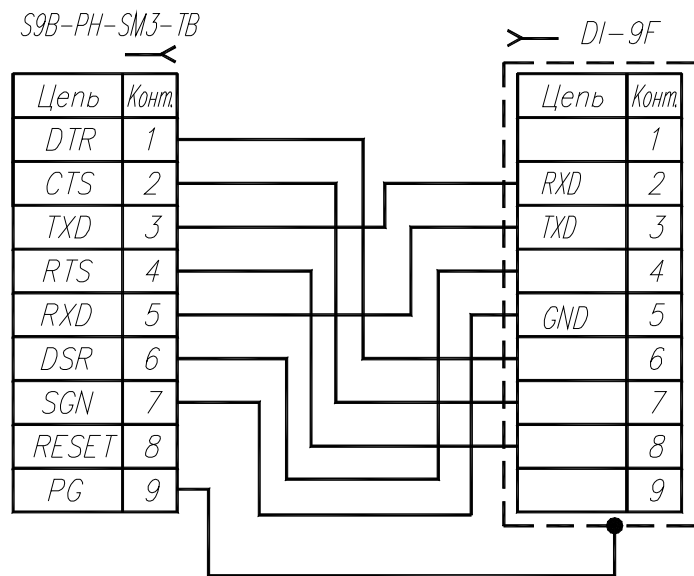 S9B-PH-SM3-TB
DI-9F
Цепь Конт.
DTR 1
CTS 2
TXD 3
RTS 4
RXD 5
DSR 6
SGN 7
RESET 8
PG 9
Цепь Конт.
1
RXD 2
TXD 3
4
GND 5
6
7
8
9